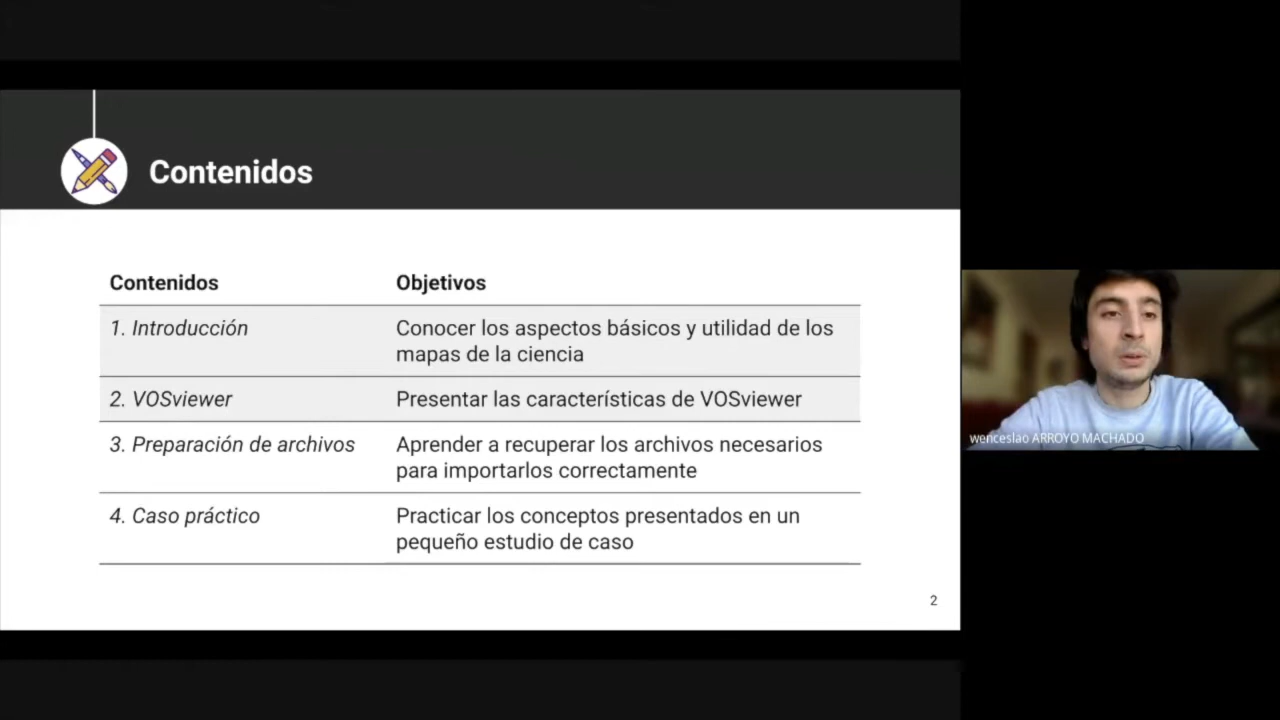 Contenidos
Contenidos
Objetivos
1. Introducción
Conocer los aspectos básicos y utilidad de los
mapas de la ciencia
2. VOSviewer
Presentar las características de VOSviewer
3. Preparación de archivos
Aprender a recuperar los archivos necesarios
para importarlos correctamente
4. Caso práctico
Practicar los conceptos presentados en un
pequeño estudio de caso
2
wenceslao ARROYO MACHADO